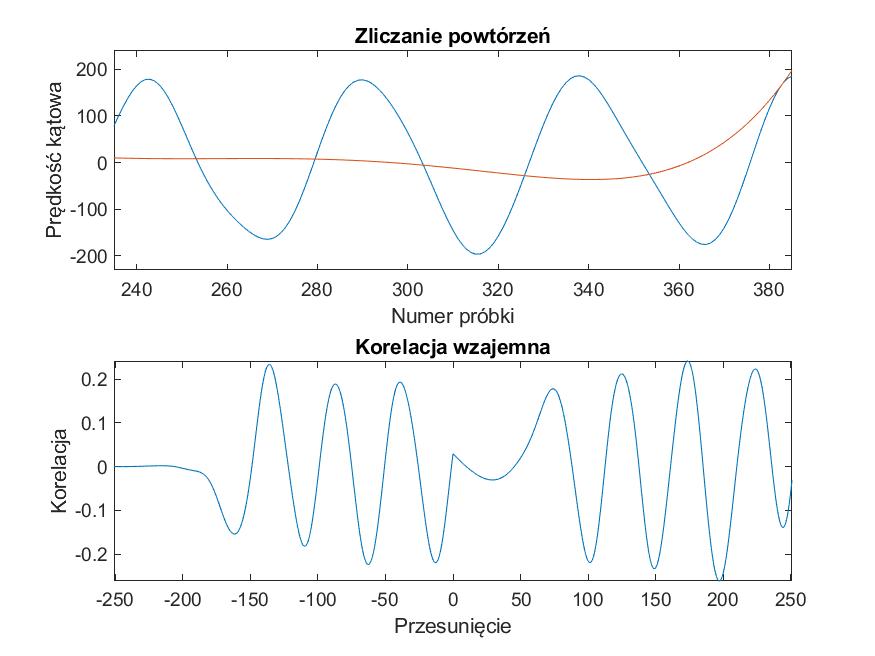 Zliczanie powtórzeń
200
100
0
-100
-200
Prędkość kątowa
240 260 280 300 320 340 360 380
Numer próbki
Korelacja wzajemna
0.2
0.1
0
-0.1
-0.2
Korelacja
-250 -200 -150 -100 -50 0 50 100 150 200 250
Przesunięcie